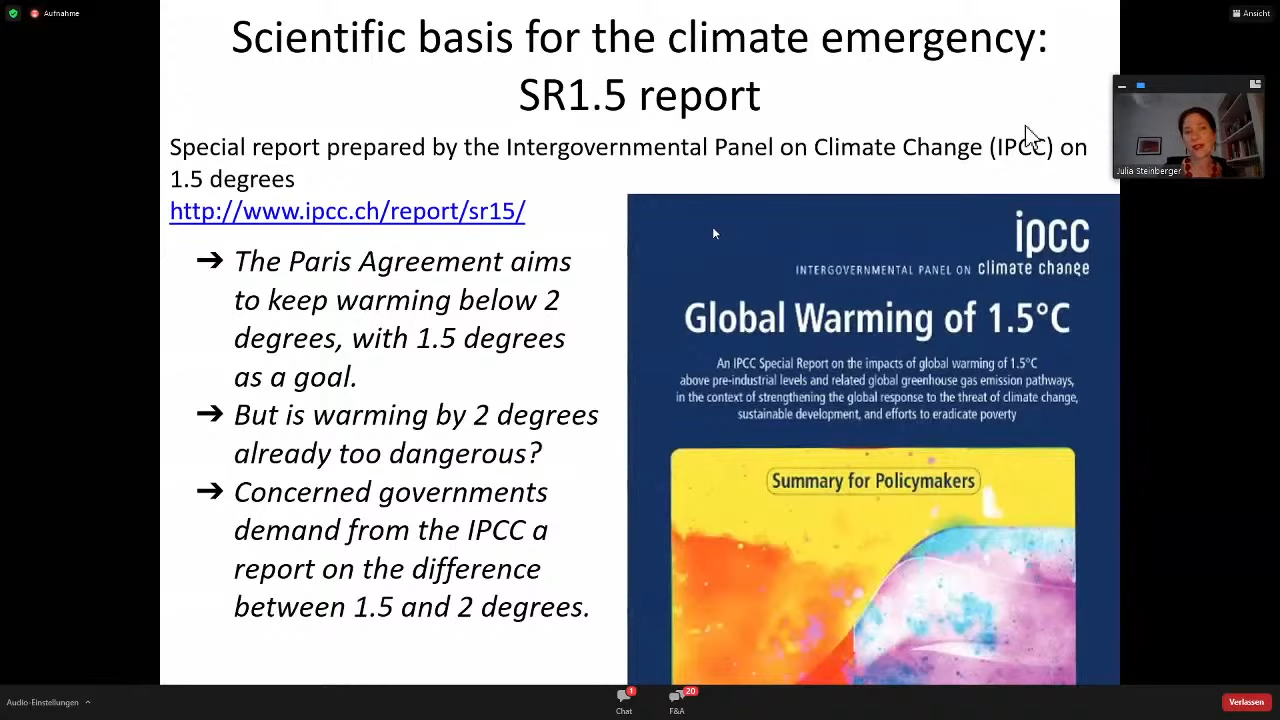 Aufnahme
Ansicht
Scientific basis for the climate emergency:
SR1.5 report
Special report prepared by the Intergovernmental Panel on Climate Change (IPCC) on
1.5 degrees
http://www.ipcc.ch/report/sr15/
➔ The Paris Agreement aims
to keep warming below 2
degrees, with 1.5 degrees
as a goal.
➔ But is warming by 2 degrees
already too dangerous?
➔ Concerned governments
demand from the IPCC a
report on the difference
between 1.5 and 2 degrees.
ipcc
INTERGOVERNMENTAL PANEL ON climate change
Global Warming of 1.5°C
An IPCC Special Report on the impacts of global warming of 1.5°C
above pre-industrial levels and related global greenhouse gas emission pathways,
in the context of strengthening the global response to the threat of climate change,
sustainable development, and efforts to eradicate poverty
Summary for Policymakers
Julia Steinberger
Audio-Einstellungen
1
Chat
20
F&A
Verlassen